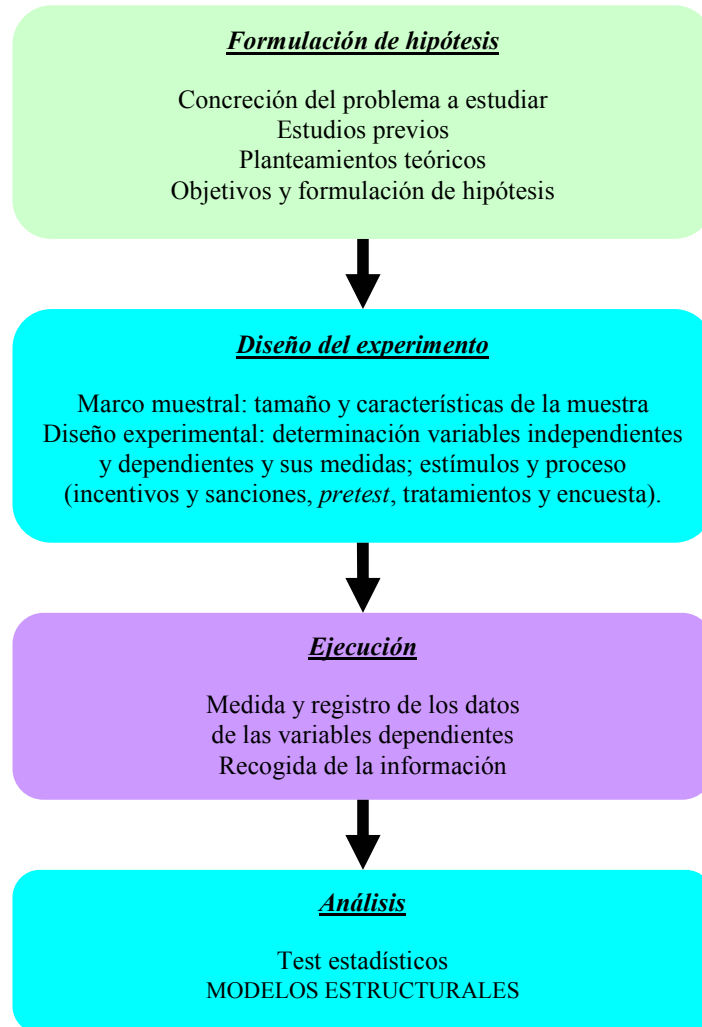 Formulación de hipótesis
Concreción del problema a estudiar
Estudios previos
Planteamientos teóricos
Objetivos y formulación de hipótesis
Diseño del experimento
Marco muestral: tamaño y características de la muestra
Diseño experimental: determinación variables independientes
y dependientes y sus medidas; estímulos y proceso
(incentivos y sanciones, pretest, tratamientos y encuesta).
Ejecución
Medida y registro de los datos
de las variables dependientes
Recogida de la información
Análisis
Test estadísticos
MODELOS ESTRUCTURALES